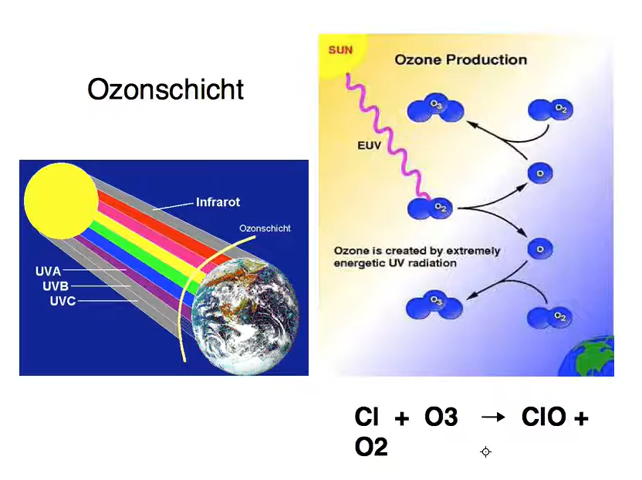 Ozonschicht
Infrarot
Ozonschicht
UVA
UVB
UVC
SUN
Ozone Production
O3
O2
EUV
O
O2
O
Ozone is created by extremely
energetic UV radiation
O3
O2
Cl + O3 → ClO +
O2